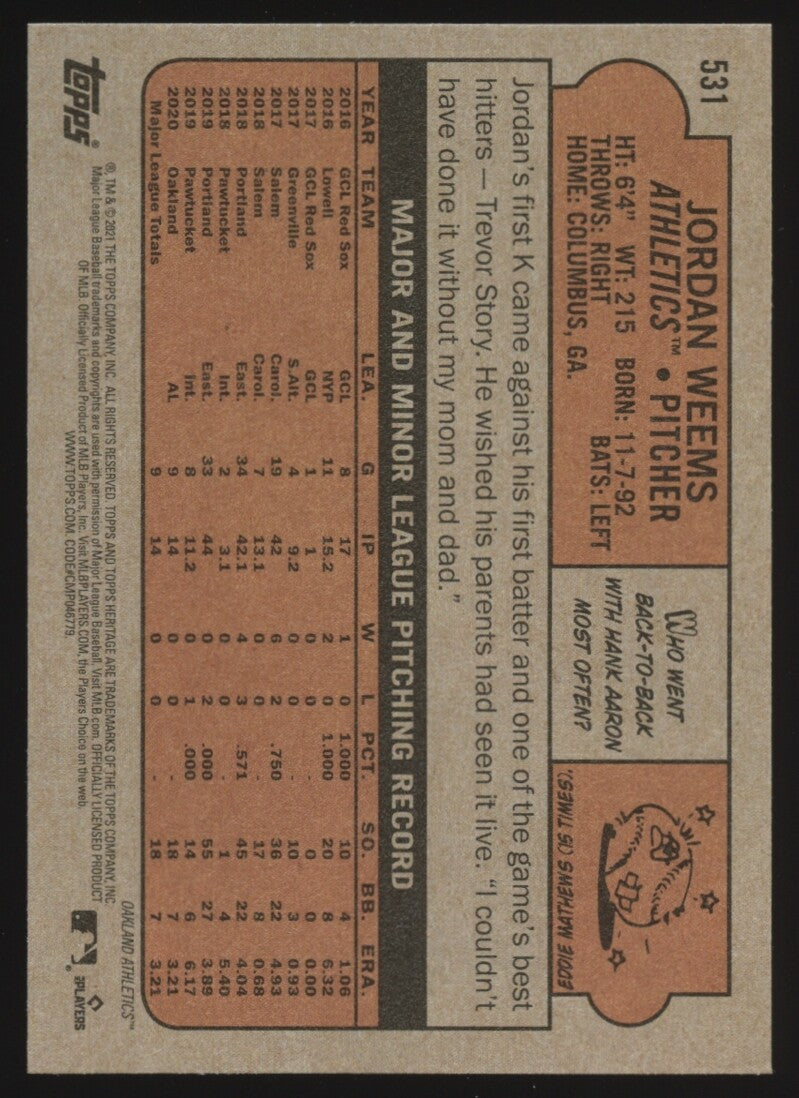 531
JORDAN WEEMS
ATHLETICS™ • PITCHER
HT: 6'4" WT: 215 BORN: 11-7-92
THROWS: RIGHT BATS: LEFT
HOME: COLUMBUS, GA.
WHO WENT
BACK-TO-BACK
WITH HANK AARON
MOST OFTEN?
EDDIE MATHEWS (75 TIMES).
Jordan's first K came against his first batter and one of the game's best
hitters — Trevor Story. He wished his parents had seen it live. "I couldn't
have done it without my mom and dad."
MAJOR AND MINOR LEAGUE PITCHING RECORD
YEAR TEAM LEA. G IP W L PCT. SO. BB. ERA.
2016 GCL Red Sox GCL 8 17 1 0 1.000 10 4 1.06
2016 Lowell NYP 11 15.2 2 0 1.000 20 8 6.32
2017 GCL Red Sox GCL 1 1 0 0 - 0 0 0.00
2017 Greenville S.Atl. 4 9.2 0 0 - 10 3 0.93
2017 Salem Carol. 19 42 6 2 .750 36 22 4.93
2018 Salem Carol. 7 13.1 0 0 - 17 8 0.68
2018 Portland East. 34 42.1 4 3 .571 45 22 4.04
2018 Pawtucket Int. 2 3.1 0 0 - 1 4 5.40
2019 Portland East. 33 44 0 2 .000 55 27 3.89
2019 Pawtucket Int. 8 11.2 0 1 .000 14 6 6.17
2020 Oakland AL 9 14 0 0 - 18 7 3.21
Major League Totals 9 14 0 0 - 18 7 3.21
OAKLAND ATHLETICS™
topps®
®, TM & © 2021 THE TOPPS COMPANY, INC. ALL RIGHTS RESERVED. TOPPS AND TOPPS HERITAGE ARE TRADEMARKS OF THE TOPPS COMPANY, INC.
Major League Baseball trademarks and copyrights are used with permission of Major League Baseball. Visit MLB.com. OFFICIALLY LICENSED PRODUCT
OF MLB Players, Inc. Officially Licensed Product of MLB Players, Inc. Visit MLBPLAYERS.COM, the Players Choice on the web.
WWW.TOPPS.COM CODE#CMP046779.
PLAYERS